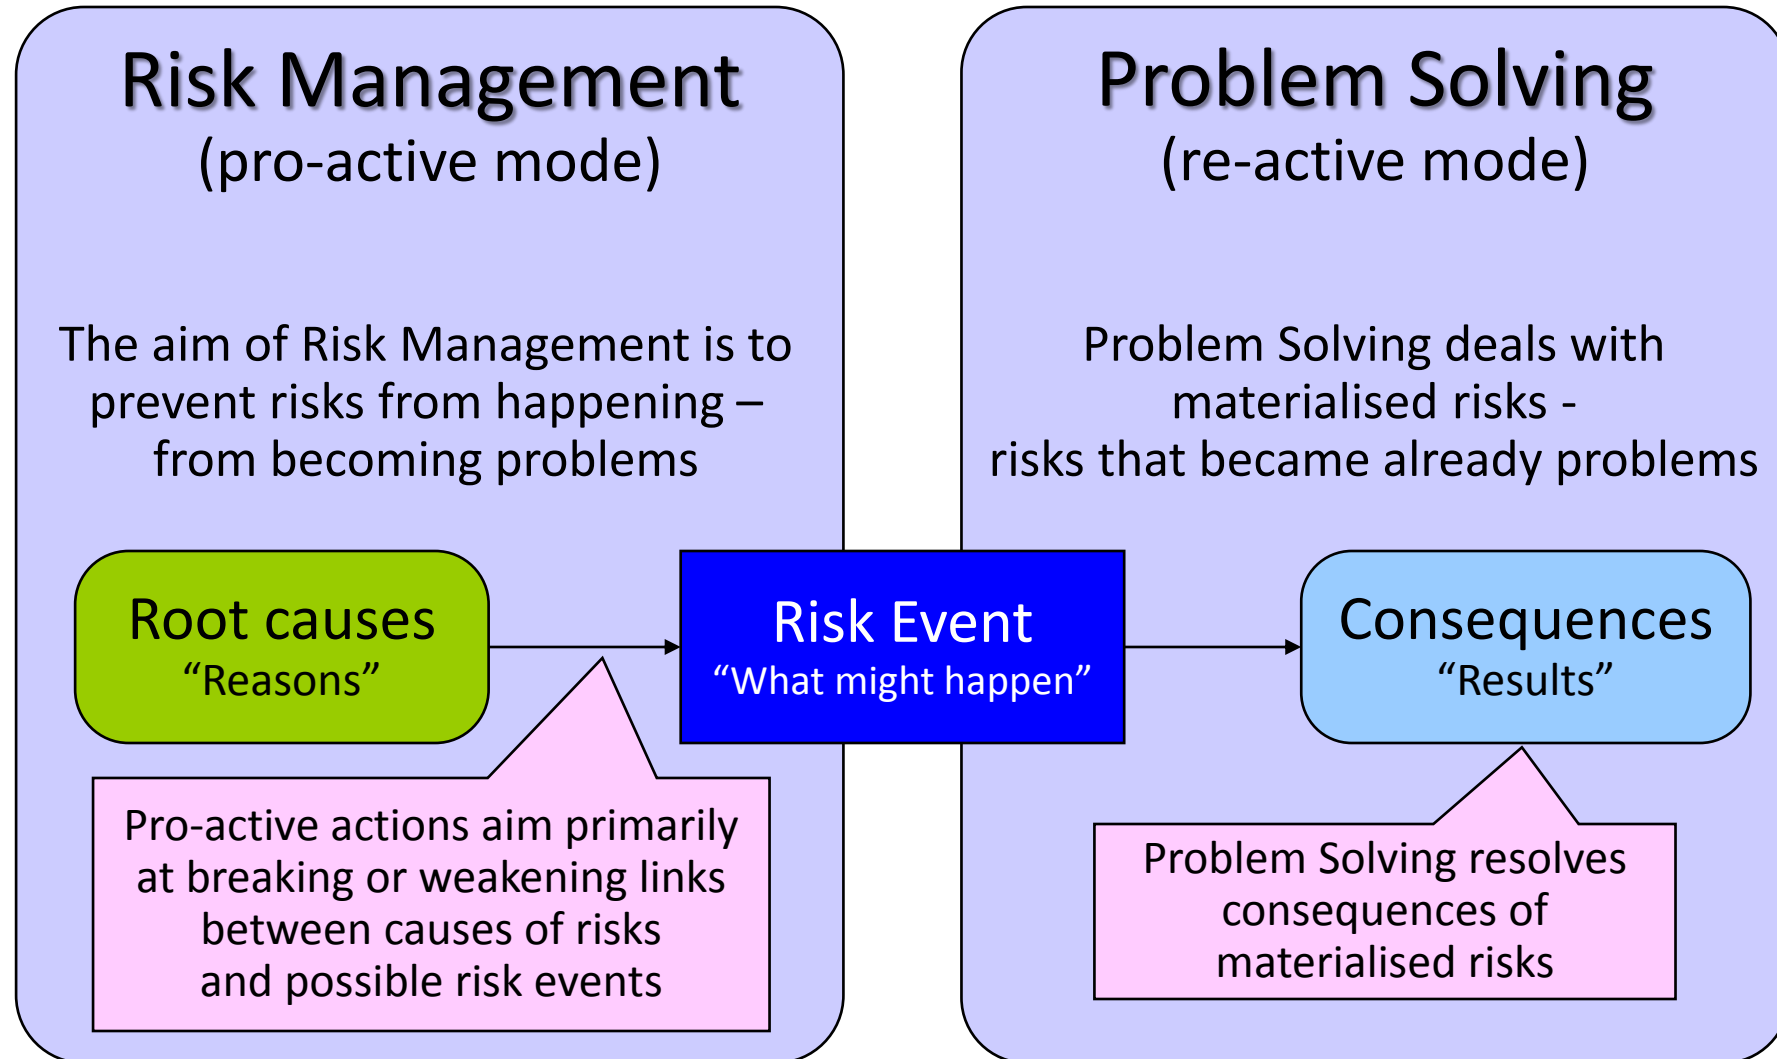 Risk Management
(pro-active mode)
The aim of Risk Management is to
prevent risks from happening –
from becoming problems
Problem Solving
(re-active mode)
Problem Solving deals with
materialised risks -
risks that became already problems
Root causes
“Reasons”
Risk Event
“What might happen”
Consequences
“Results”
Pro-active actions aim primarily
at breaking or weakening links
between causes of risks
and possible risk events
Problem Solving resolves
consequences of
materialised risks